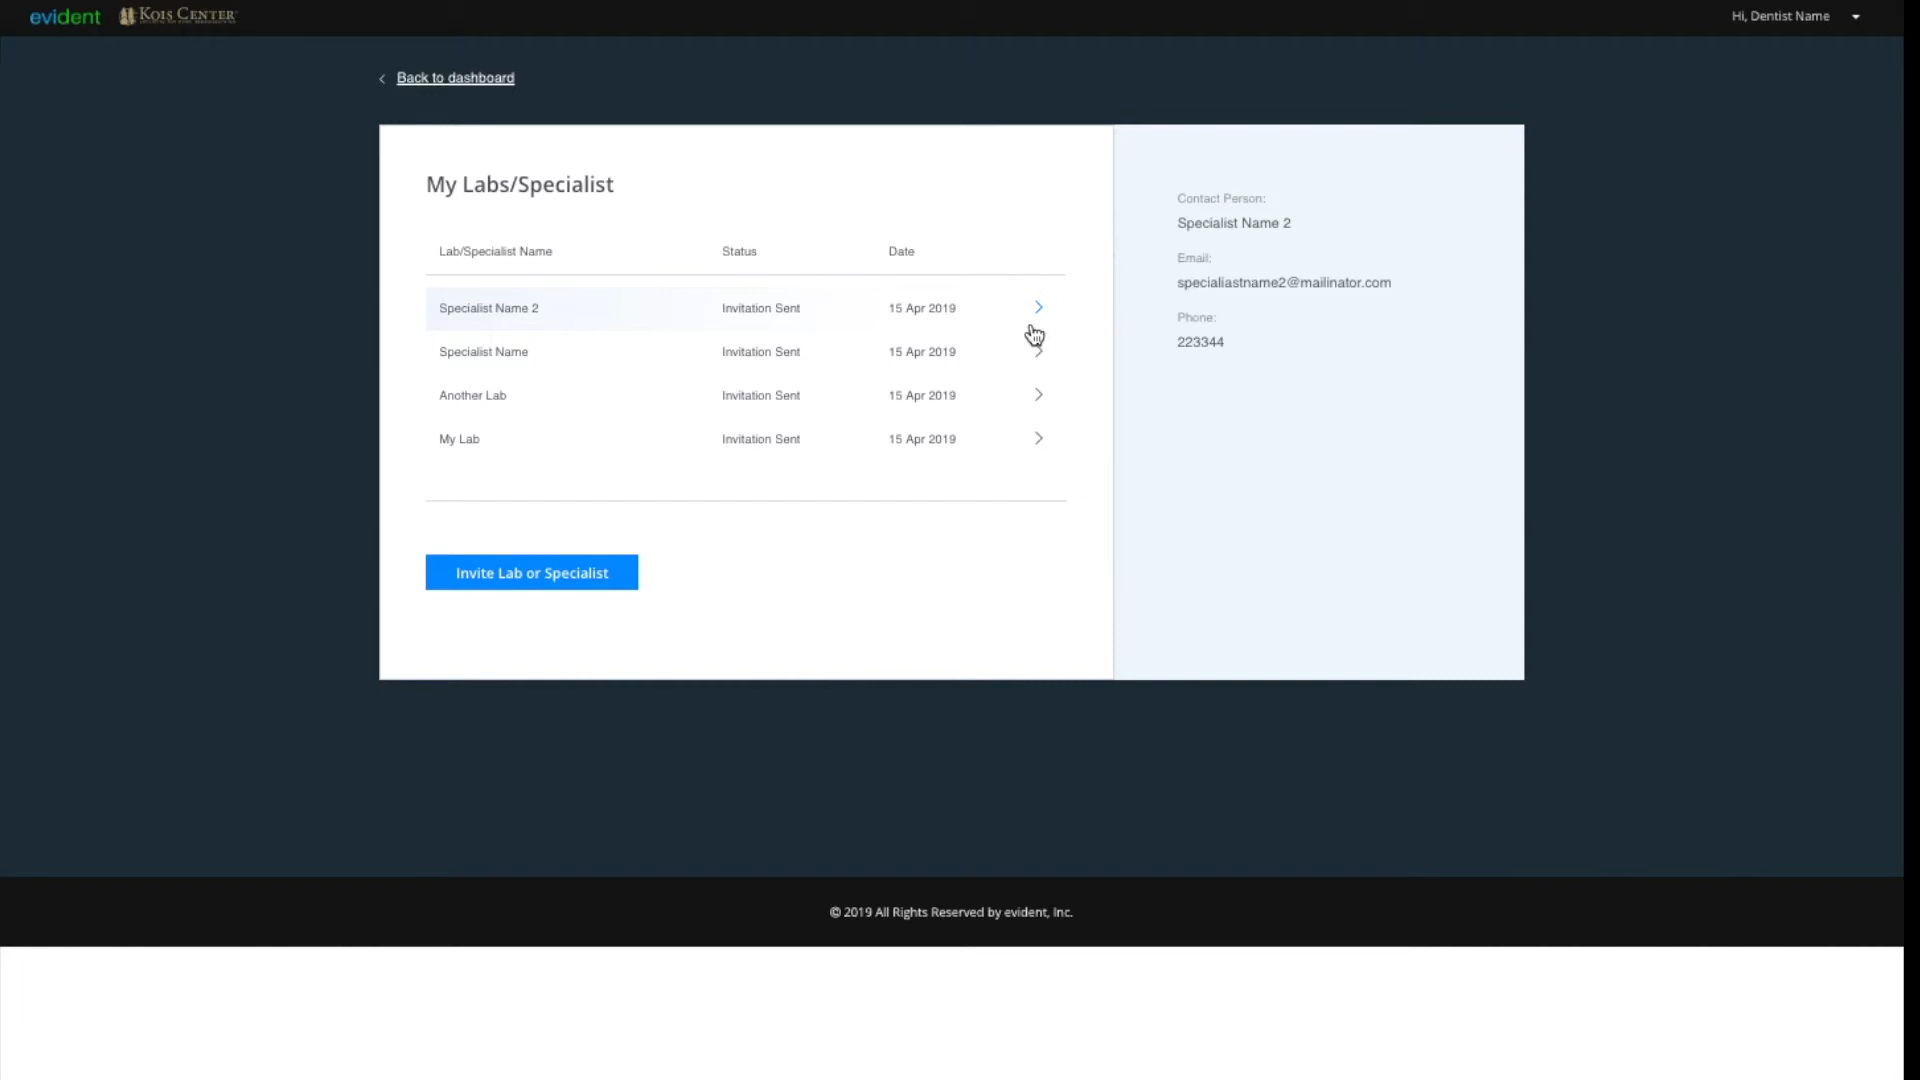 evident KOIS CENTER
Hi, Dentist Name
Back to dashboard
My Labs/Specialist
Lab/Specialist Name Status Date
Specialist Name 2 Invitation Sent 15 Apr 2019
Specialist Name Invitation Sent 15 Apr 2019
Another Lab Invitation Sent 15 Apr 2019
My Lab Invitation Sent 15 Apr 2019
Invite Lab or Specialist
Contact Person:
Specialist Name 2
Email:
specialiastname2@mailinator.com
Phone:
223344
© 2019 All Rights Reserved by evident, Inc.